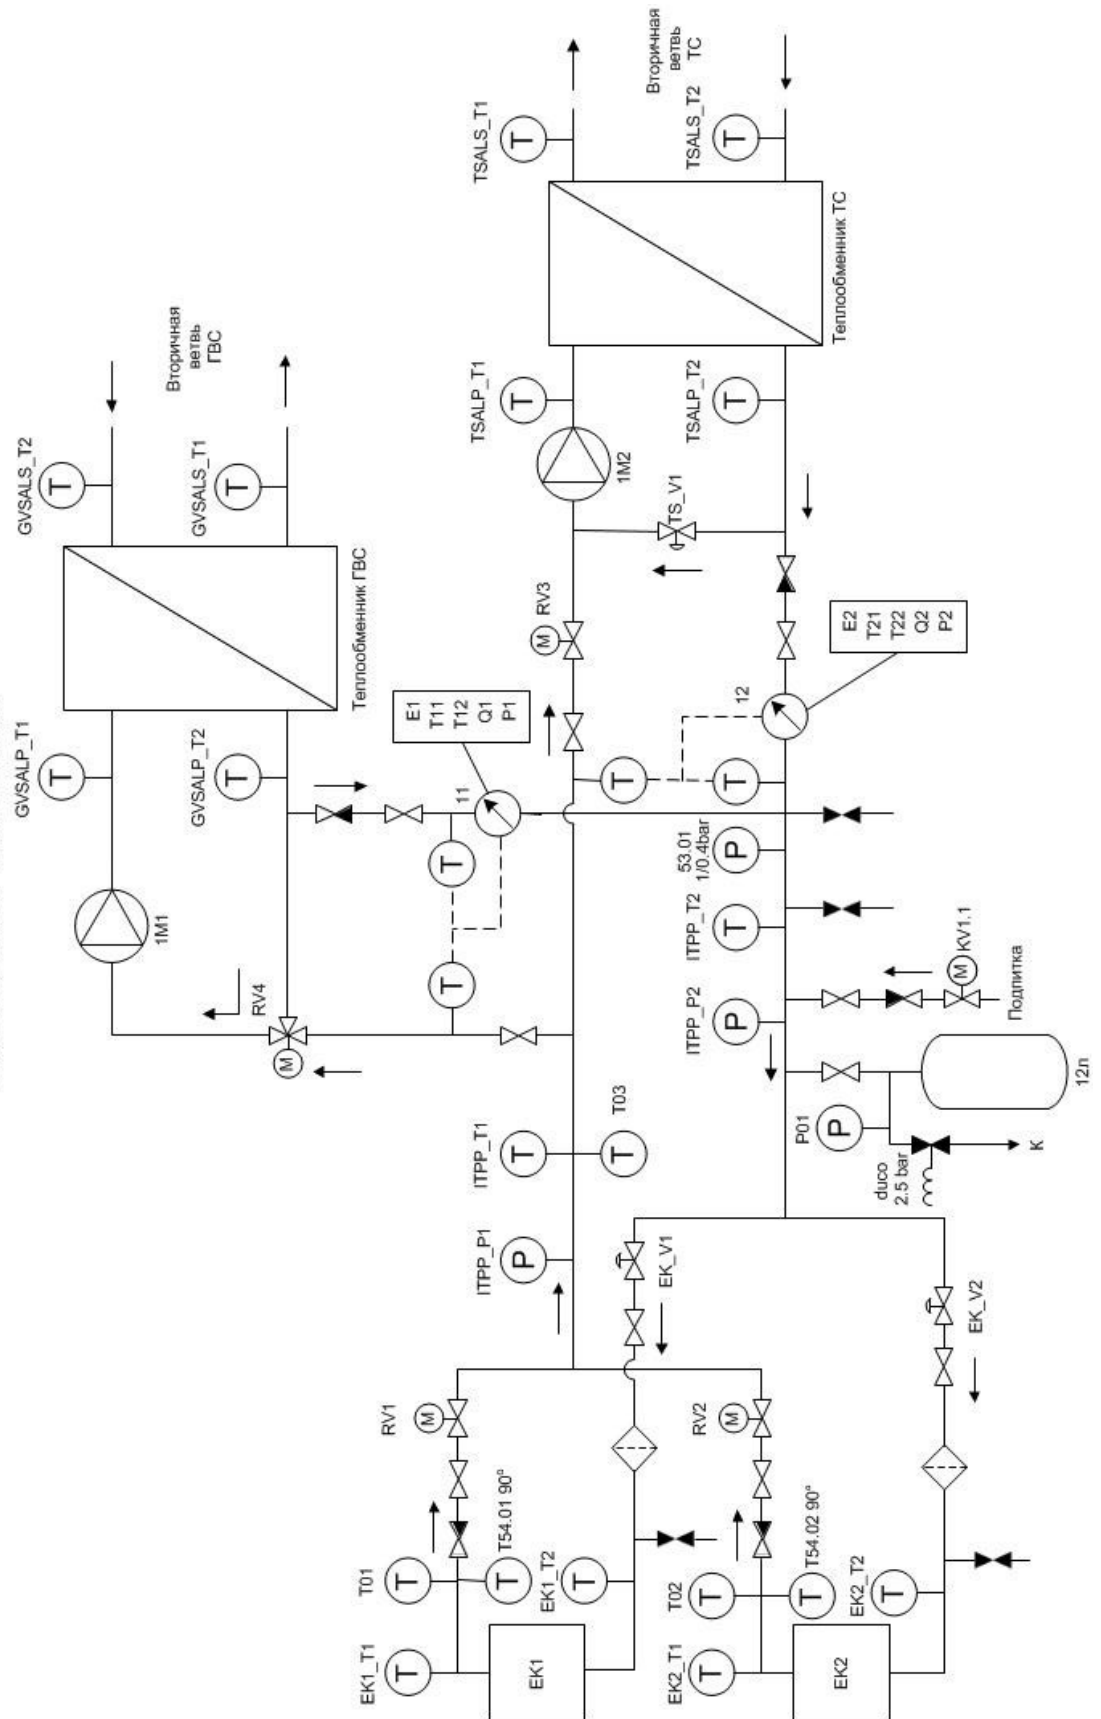 GVSALP_T1
T
GVSALS_T2
T
1M1
Вторичная
ветвь
ГВС
GVSALP_T2
T
GVSALS_T1
T
RV4
M
Теплообменник ГВС
E1
T11
T12
Q1
P1
11
T
T
EK1_T1
T
T01
T
T54.01 90°
T
RV1
M
EK1
EK1_T2
T
ITPP_P1
P
ITPP_T1
T
T03
T
RV3
M
TSALP_T1
T
1M2
TSALS_T1
T
Вторичная
ветвь
ТС
EK_V1
TS_V1
T
T
12
EK2_T1
T
T02
T
T54.02 90°
T
RV2
M
EK2
EK2_T2
T
ITPP_P2
P
ITPP_T2
T
53.01
1/0.4bar
P
TSALP_T2
T
TSALS_T2
T
Теплообменник ТС
E2
T21
T22
Q2
P2
P01
P
duco
2.5 bar
EK_V2
KV1.1
M
Подпитка
К
12л